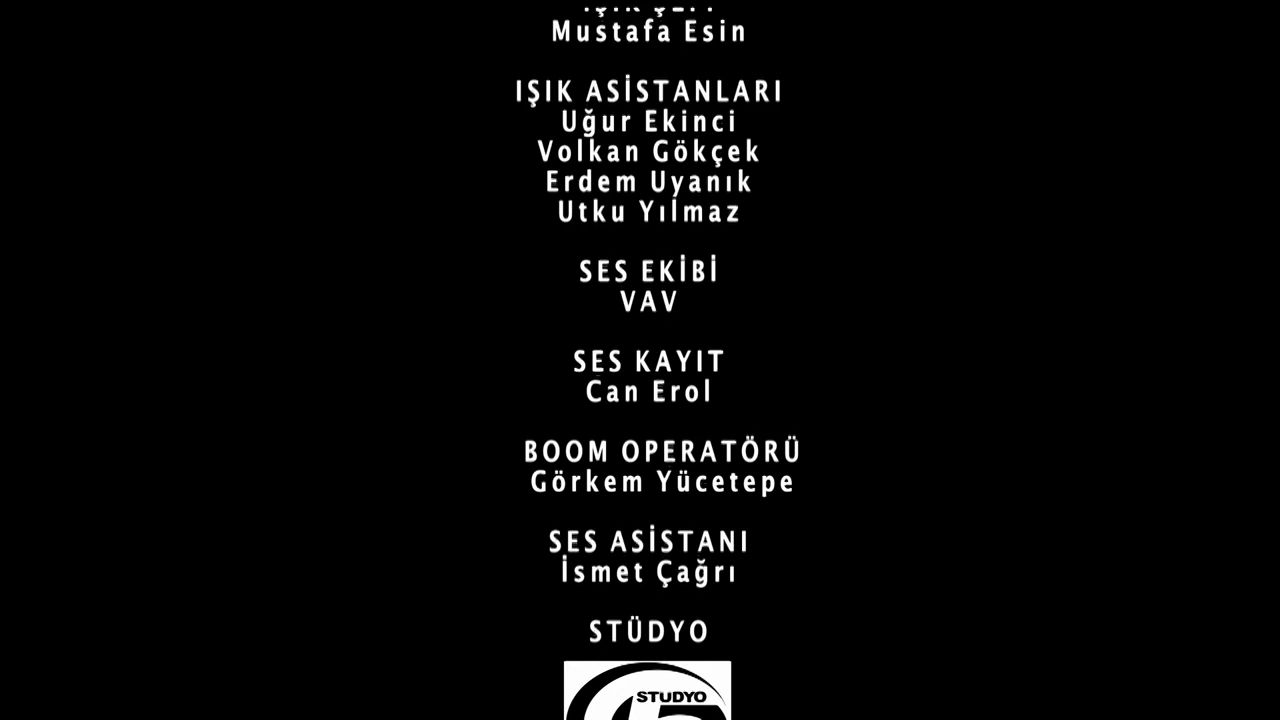 Mustafa Esin
IŞIK ASİSTANLARI
Uğur Ekinci
Volkan Gökçek
Erdem Uyanık
Utku Yılmaz
SES EKİBİ
VAV
SES KAYIT
Can Erol
BOOM OPERATÖRÜ
Görkem Yücetepe
SES ASİSTANI
İsmet Çağrı
STÜDYO
STUDYO